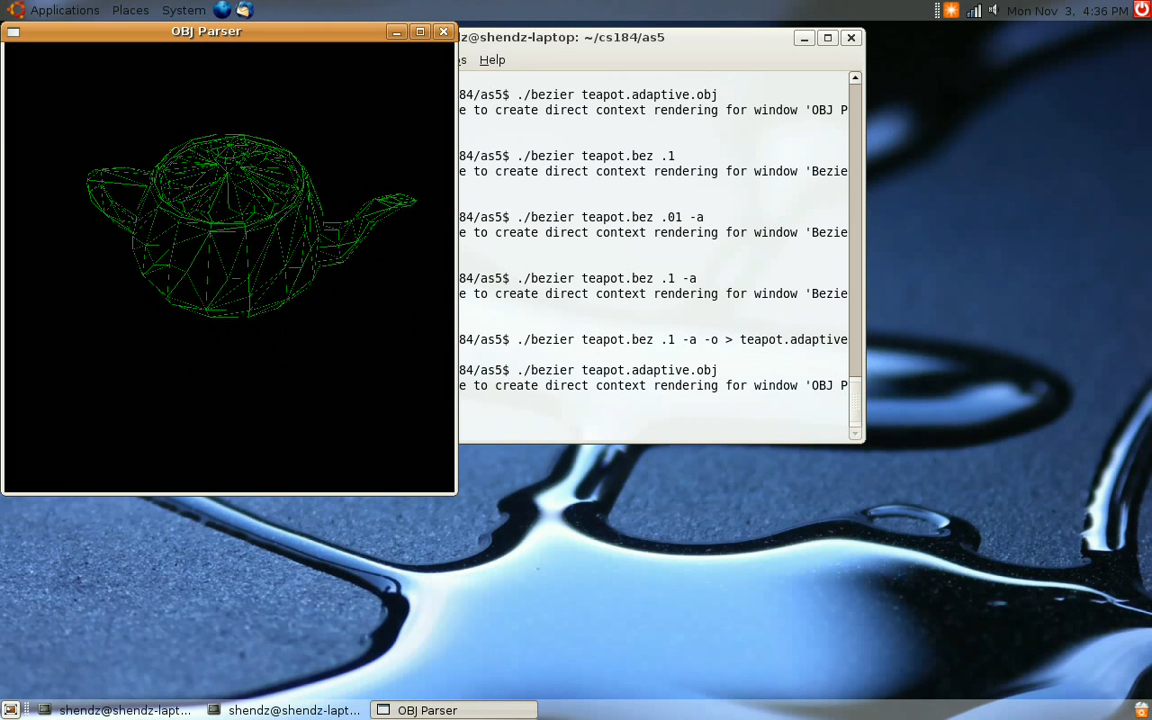 Applications Places System Mon Nov 3, 4:36 PM
OBJ Parser
z@shendz-laptop: ~/cs184/as5
os Help
84/as5$ ./bezier teapot.adaptive.obj
e to create direct context rendering for window 'OBJ P
84/as5$ ./bezier teapot.bez .1
e to create direct context rendering for window 'Bezie
84/as5$ ./bezier teapot.bez .01 -a
e to create direct context rendering for window 'Bezie
84/as5$ ./bezier teapot.bez .1 -a
e to create direct context rendering for window 'Bezie
84/as5$ ./bezier teapot.bez .1 -a -o > teapot.adaptive
84/as5$ ./bezier teapot.adaptive.obj
e to create direct context rendering for window 'OBJ P
shendz@shendz-lapt... shendz@shendz-lapt... OBJ Parser